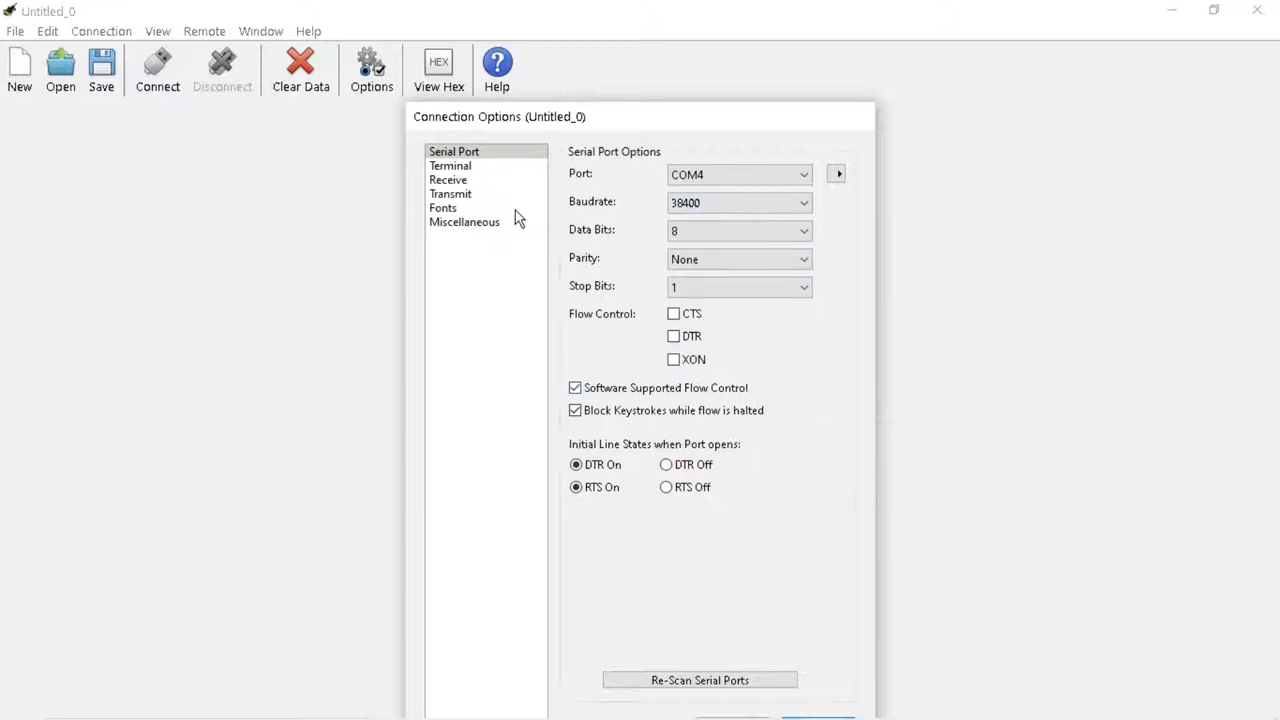 Untitled_0
File Edit Connection View Remote Window Help
HEX
New Open Save Connect Disconnect Clear Data Options View Hex Help
Connection Options (Untitled_0)
Serial Port
Terminal
Receive
Transmit
Fonts
Miscellaneous
Serial Port Options
Port: COM4
Baudrate: 38400
Data Bits: 8
Parity: None
Stop Bits: 1
Flow Control: CTS
DTR
XON
Software Supported Flow Control
Block Keystrokes while flow is halted
Initial Line States when Port opens:
DTR On DTR Off
RTS On RTS Off
Re-Scan Serial Ports